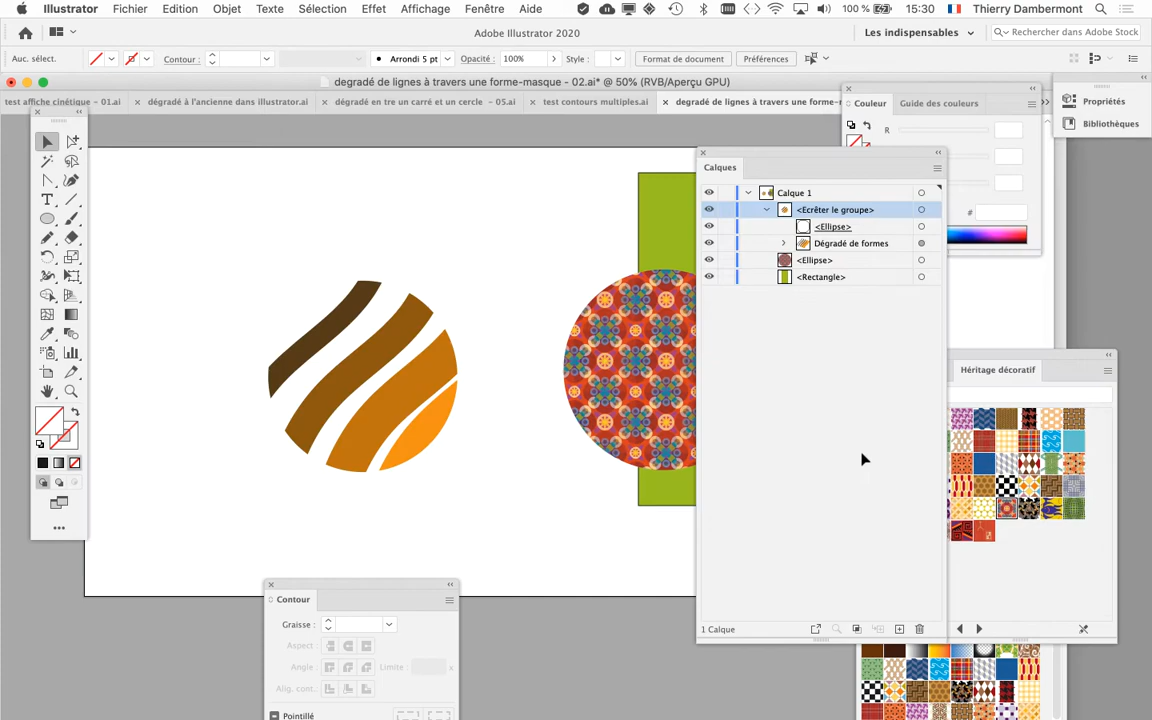 Illustrator Fichier Edition Objet Texte Sélection Effet Affichage Fenêtre Aide 100 % 15:30 Thierry Dambermont
Adobe Illustrator 2020 Les indispensables Rechercher dans Adobe Stock
Auc. sélect. Contour : Arrondi 5 pt Opacité : 100% Style : Format de document Préférences
degradé de lignes à travers une forme-masque - 02.ai* @ 50% (RVB/Aperçu GPU)
test affiche cinétique - 01.ai dégradé à l'ancienne dans illustrator.ai dégradé en tre un carré et un cercle - 05.ai test contours multiples.ai degradé de lignes à travers une forme-
Couleur Guide des couleurs
Propriétés
Bibliothèques
R
#
Calques
Calque 1
<Ecrêter le groupe>
<Ellipse>
Dégradé de formes
<Ellipse>
<Rectangle>
Héritage décoratif
1 Calque
Contour
Graisse :
Aspect :
Angle : Limite : x
Alig. cont. :
Pointillé